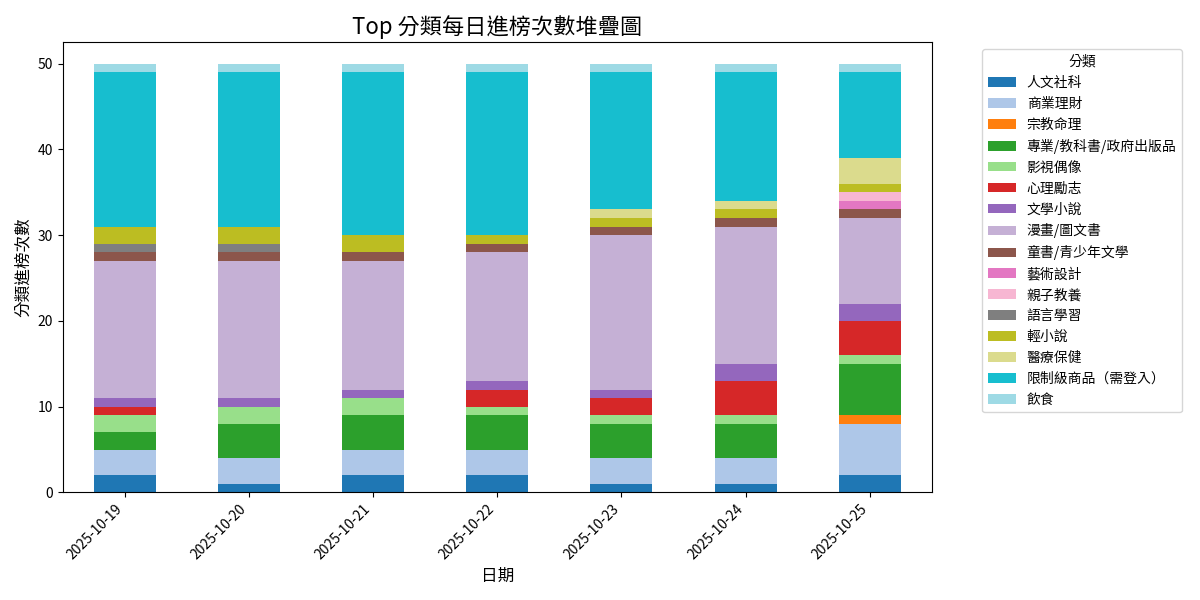 Top 分類每日進榜次數堆疊圖
分類進榜次數
50
40
30
20
10
0
2025-10-19
2025-10-20
2025-10-21
2025-10-22
2025-10-23
2025-10-24
2025-10-25
日期
分類
人文社科
商業理財
宗教命理
專業/教科書/政府出版品
影視偶像
心理勵志
文學小說
漫畫/圖文書
童書/青少年文學
藝術設計
親子教養
語言學習
輕小說
醫療保健
限制級商品（需登入）
飲食